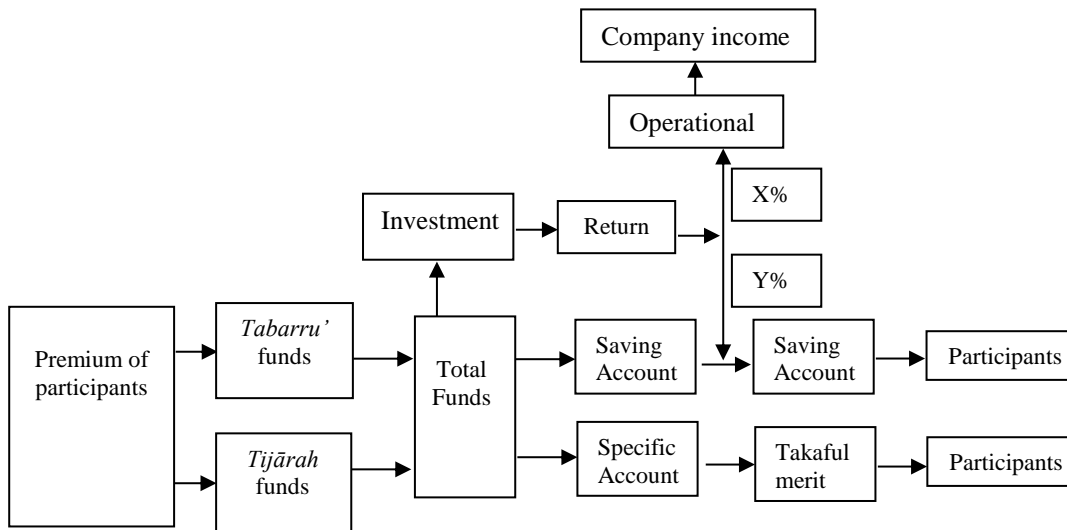 Company income
Operational
X%
Investment
Return
Y%
Premium of
participants
Tabarru’
funds
Total
Funds
Saving
Account
Saving
Account
Participants
Tijārah
funds
Specific
Account
Takaful
merit
Participants